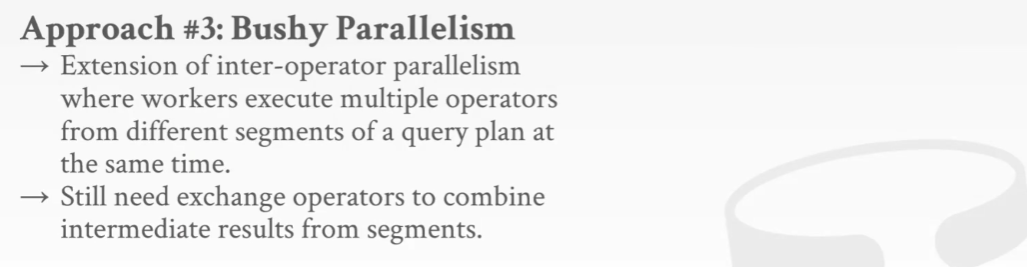 Approach #3: Bushy Parallelism
→ Extension of inter-operator parallelism
where workers execute multiple operators
from different segments of a query plan at
the same time.
→ Still need exchange operators to combine
intermediate results from segments.